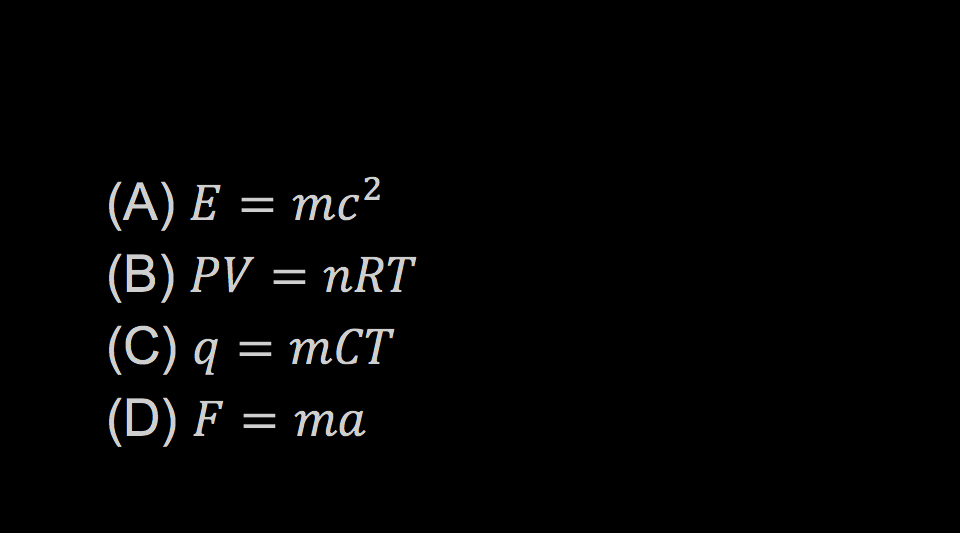 (A) E = mc²
(B) PV = nRT
(C) q = mCT
(D) F = ma